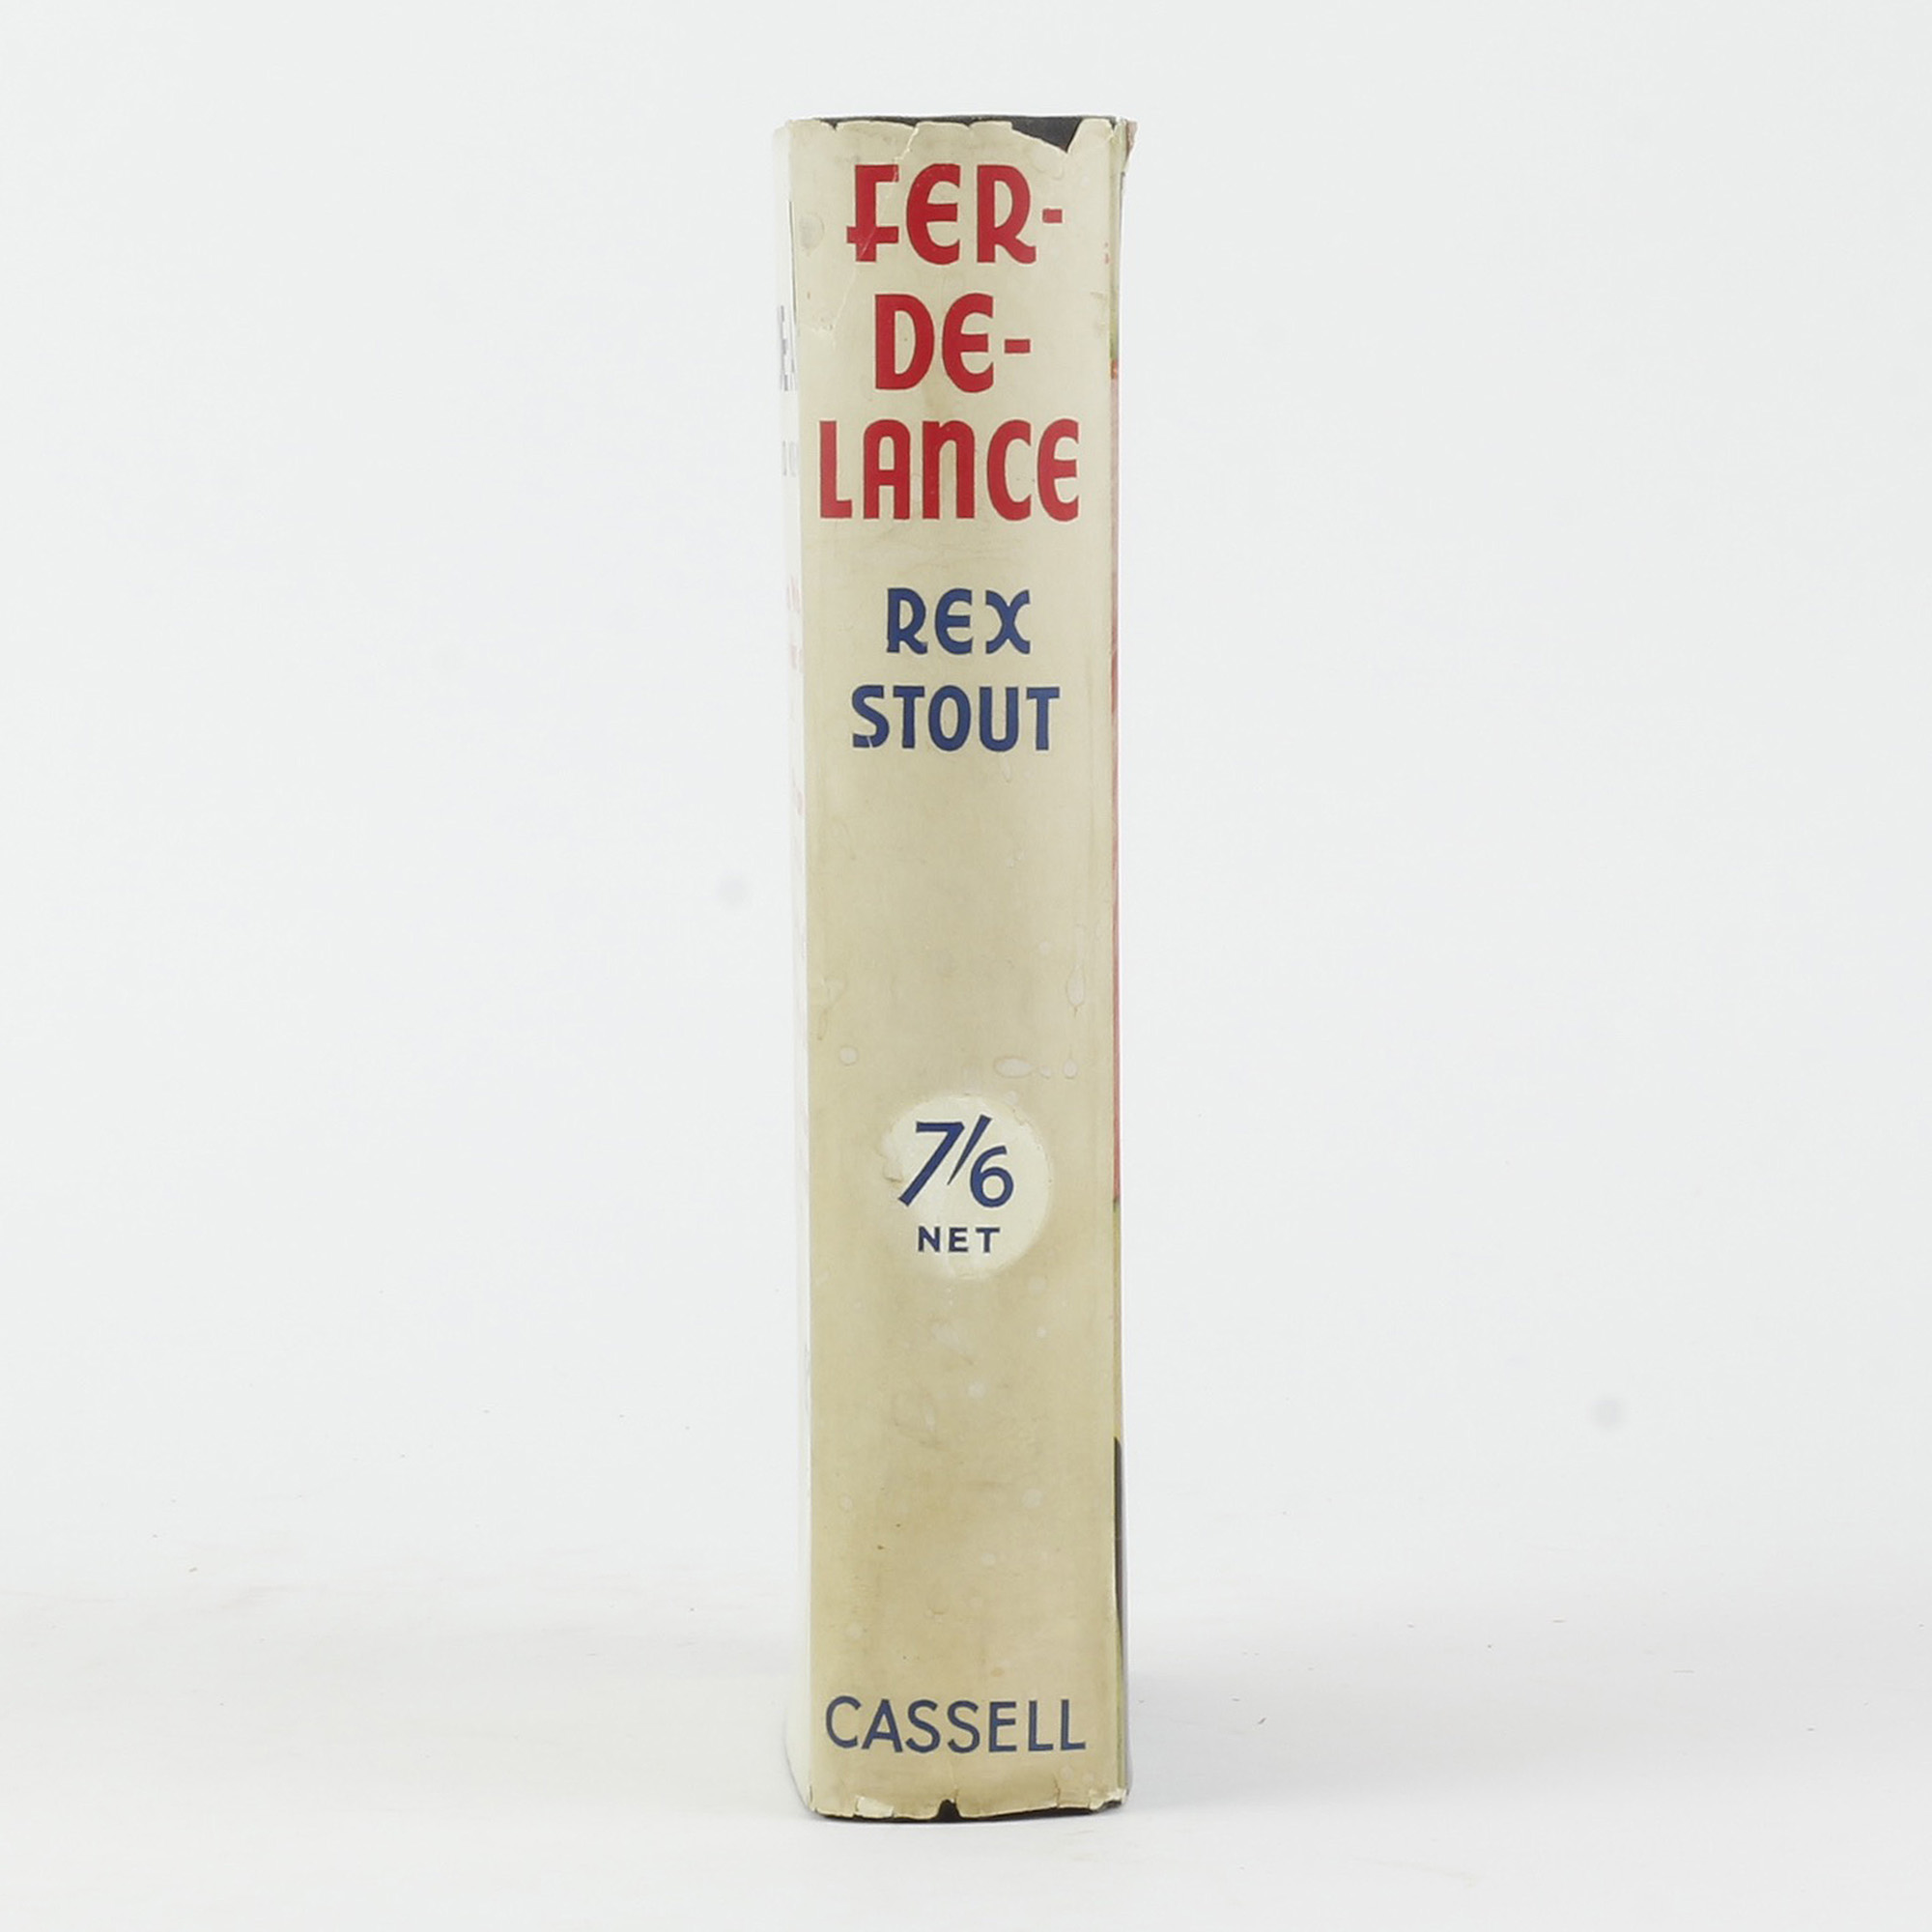 FER-
DE-
LANCE
REX
STOUT
7/6
NET
CASSELL